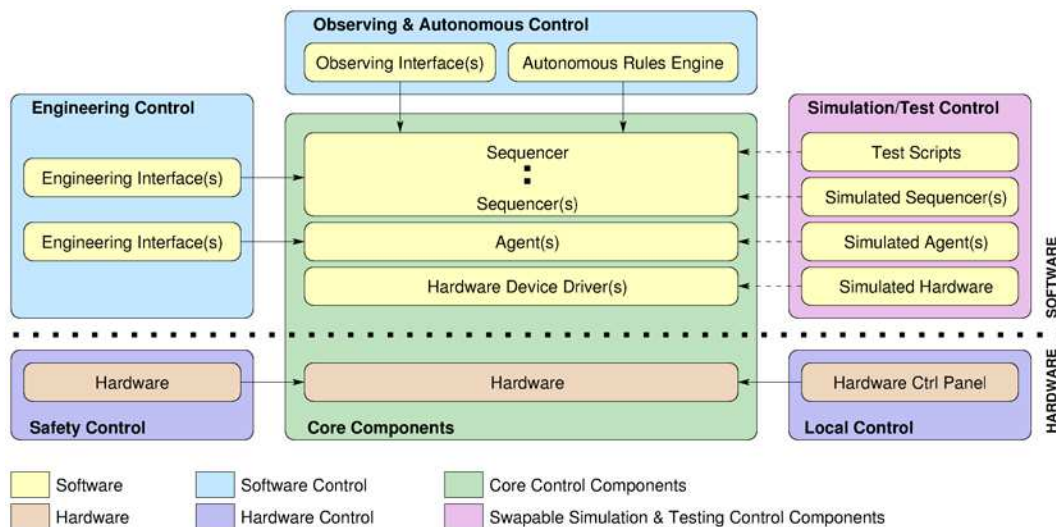 Observing & Autonomous Control
Observing Interface(s)
Autonomous Rules Engine
Engineering Control
Engineering Interface(s)
Engineering Interface(s)
Sequencer
Sequencer(s)
Agent(s)
Hardware Device Driver(s)
Simulation/Test Control
Test Scripts
Simulated Sequencer(s)
Simulated Agent(s)
Simulated Hardware
SOFTWARE
HARDWARE
Hardware
Safety Control
Hardware
Core Components
Hardware Ctrl Panel
Local Control
Software
Software Control
Core Control Components
Hardware
Hardware Control
Swapable Simulation & Testing Control Components